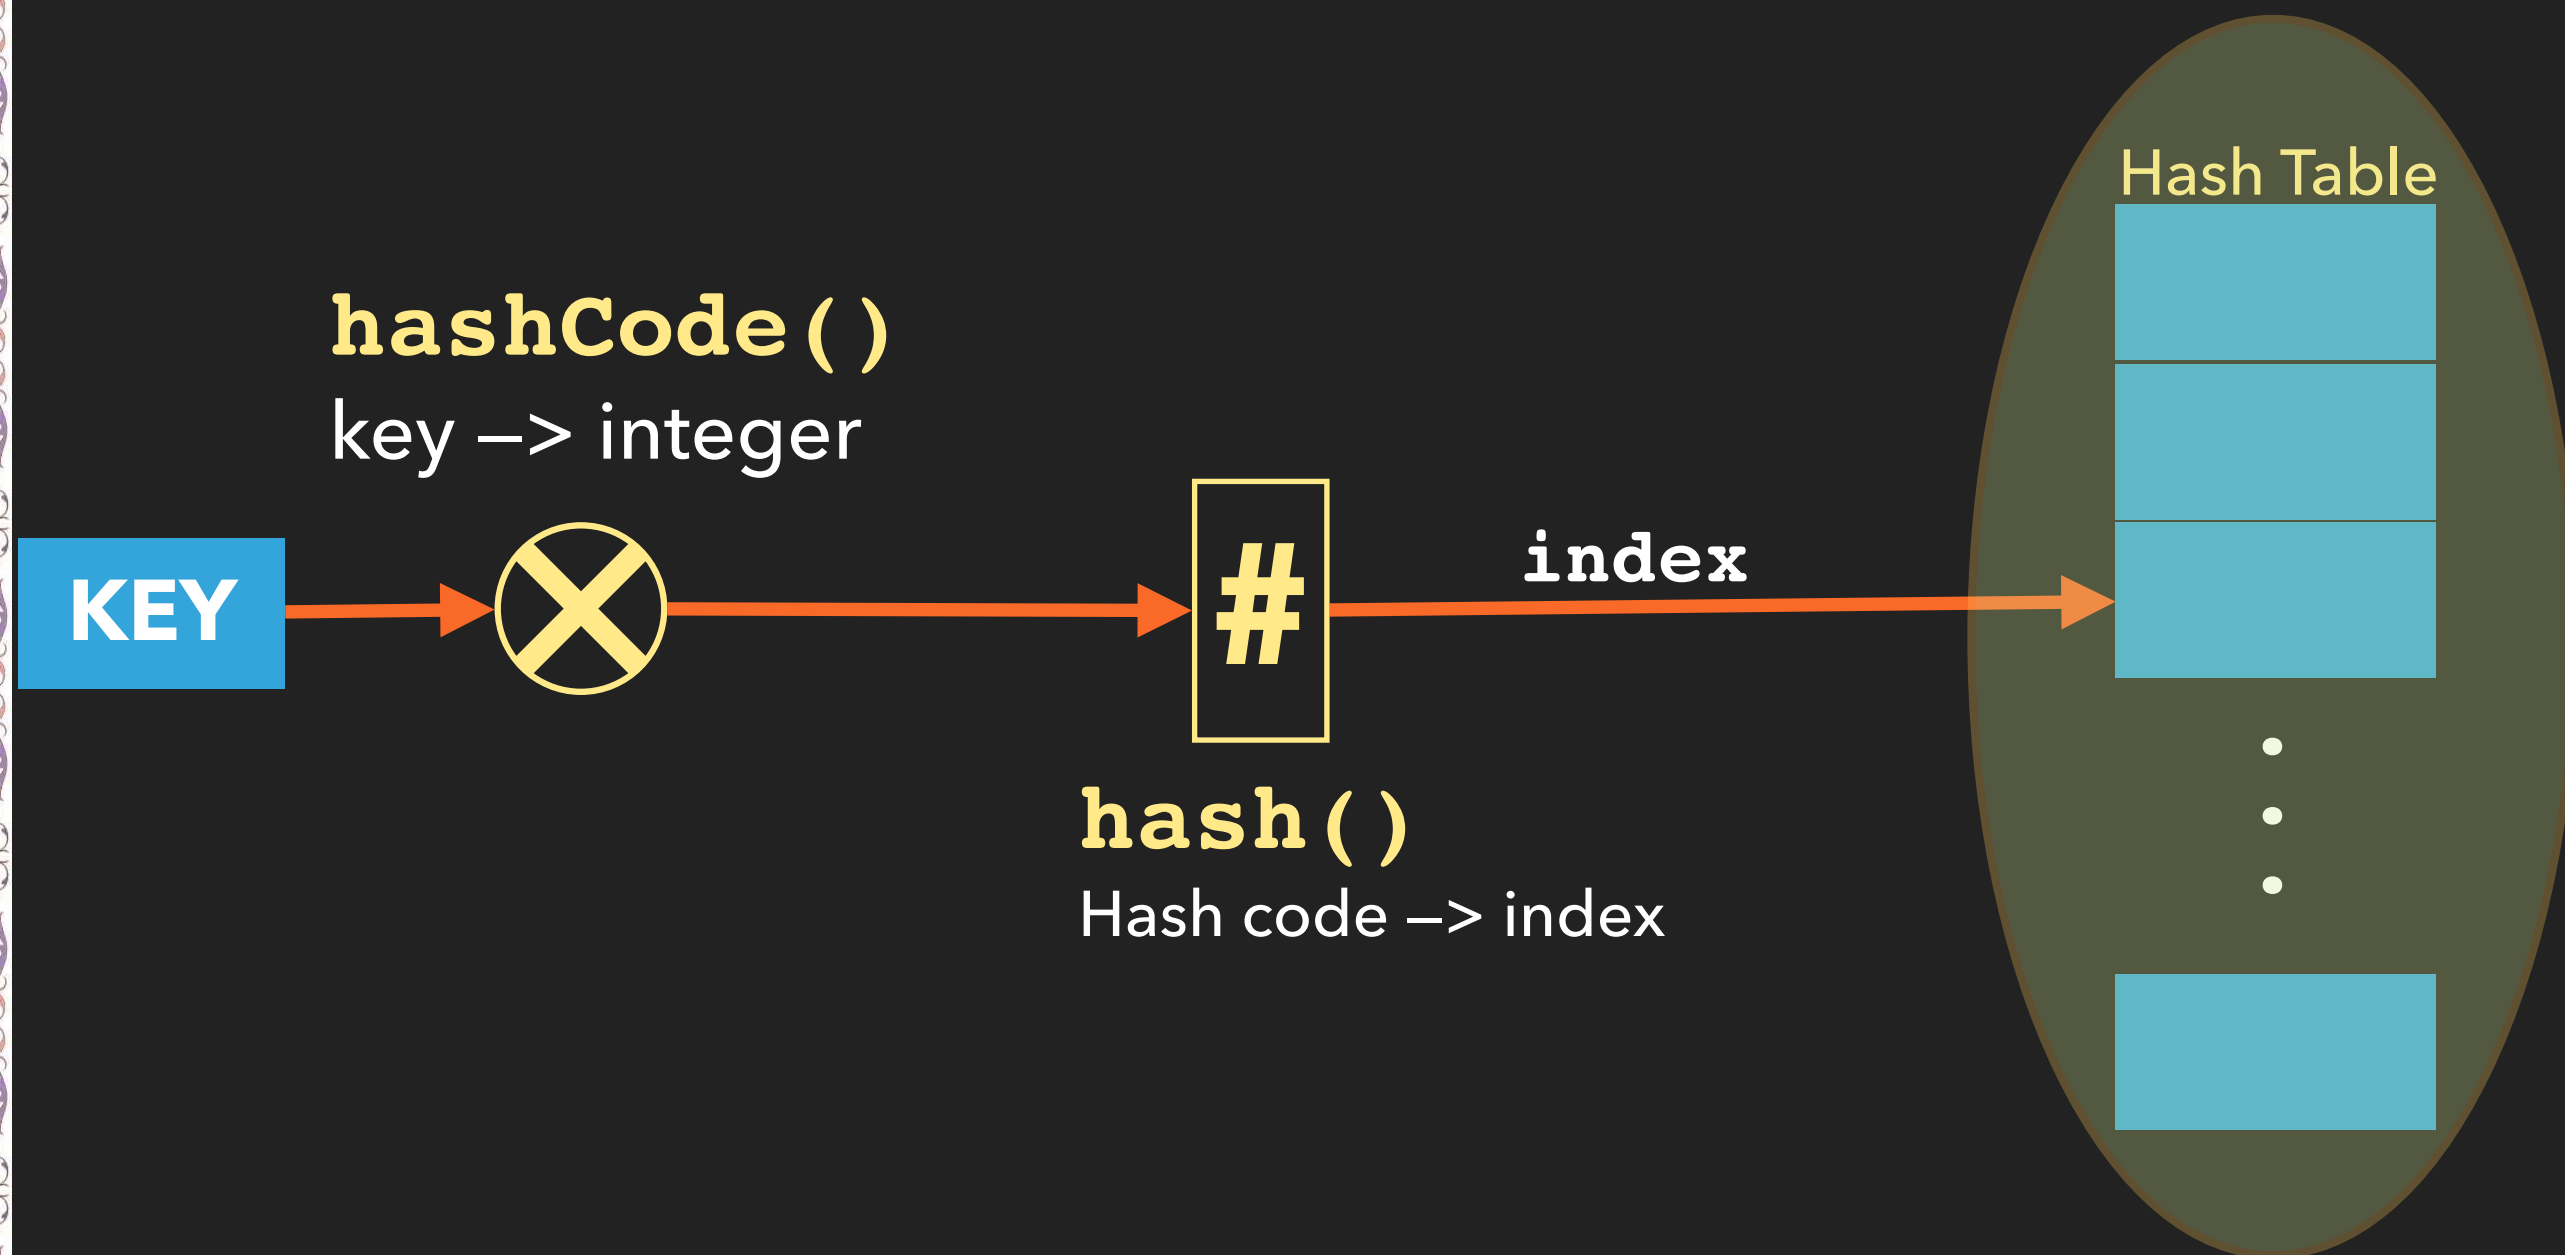 Hash Table
hashCode()
key –> integer
KEY
#
index
hash()
Hash code –> index